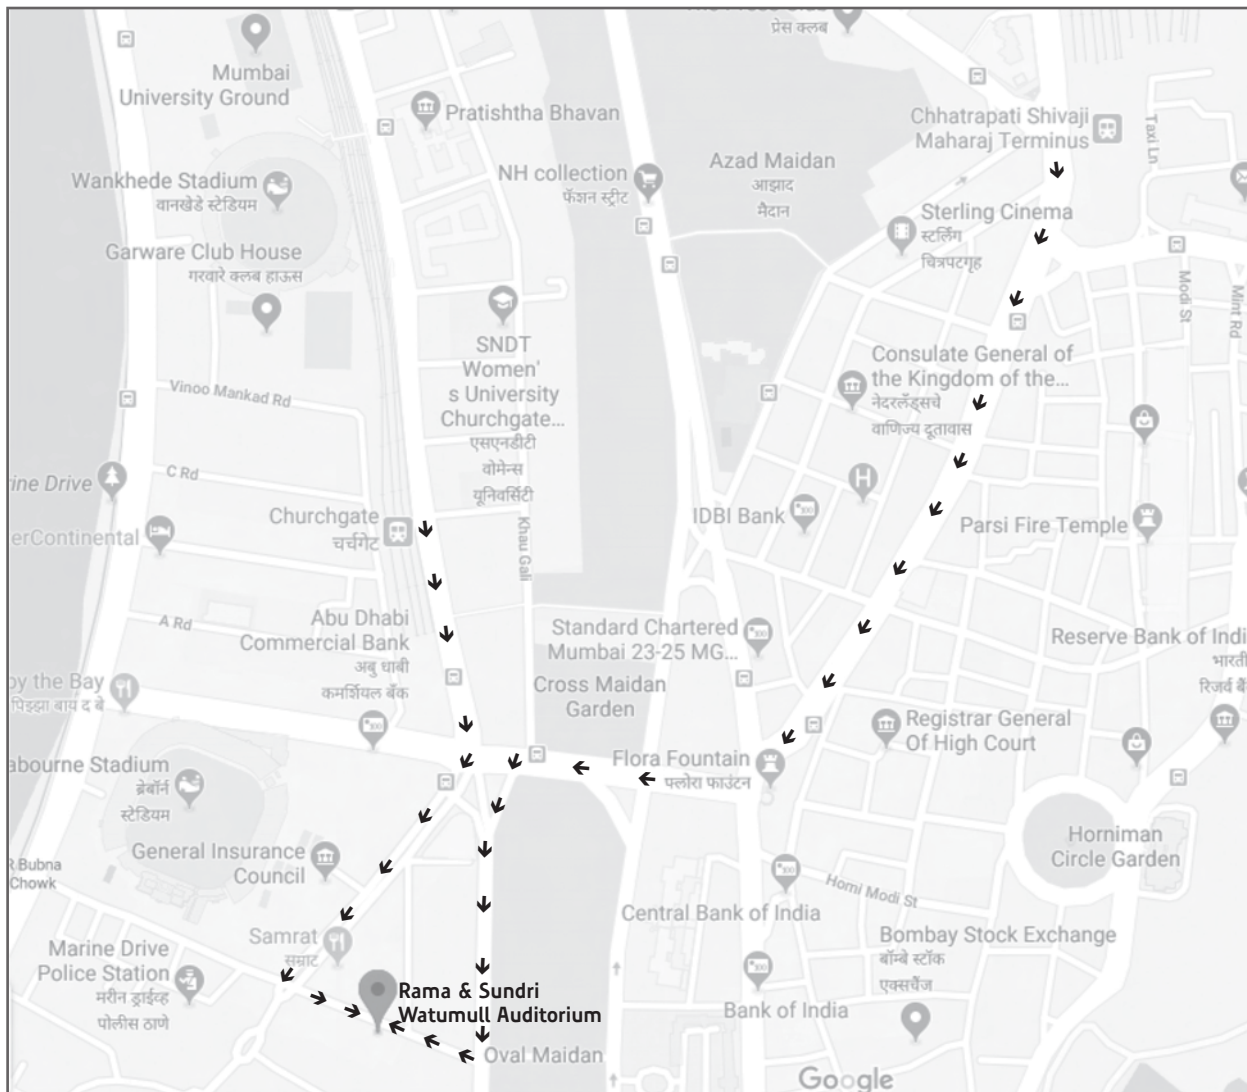 प्रेस क्लब
Mumbai
University Ground
Pratishtha Bhavan
Chhatrapati Shivaji
Maharaj Terminus
Taxi Ln
Wankhede Stadium
वानखेडे स्टेडियम
NH collection
फॅशन स्ट्रीट
Azad Maidan
आझाद
मैदान
Sterling Cinema
स्टर्लिंग
चित्रपटगृह
Garware Club House
गरवारे क्लब हाऊस
Modi St
Mint Rd
SNDT
Women'
s University
Churchgate...
एसएनडीटी
वोमेन्स
यूनिवर्सिटी
Consulate General of
the Kingdom of the...
नेदरलॅंड्सचे
वाणिज्य दूतावास
Vinoo Mankad Rd
C Rd
rine Drive
Churchgate
चर्चगेट
Khau Gali
IDBI Bank
Parsi Fire Temple
erContinental
A Rd
Abu Dhabi
Commercial Bank
अबु धाबी
कमर्शियल बँक
Standard Chartered
Mumbai 23-25 MG...
Reserve Bank of Indi
भारती
रिजर्व बैं
by the Bay
पिझ्झा बाय द बे
Cross Maidan
Garden
Registrar General
Of High Court
Flora Fountain
फ्लोरा फाउंटन
abourne Stadium
ब्रेबॉर्न
स्टेडियम
Horniman
Circle Garden
General Insurance
Council
R Bubna
Chowk
Homi Modi St
Central Bank of India
Samrat
सम्राट
Bombay Stock Exchange
बॉम्बे स्टॉक
एक्सचेंज
Marine Drive
Police Station
मरीन ड्राईव्ह
पोलीस ठाणे
Rama & Sundri
Watumull Auditorium
Bank of India
Oval Maidan
Google